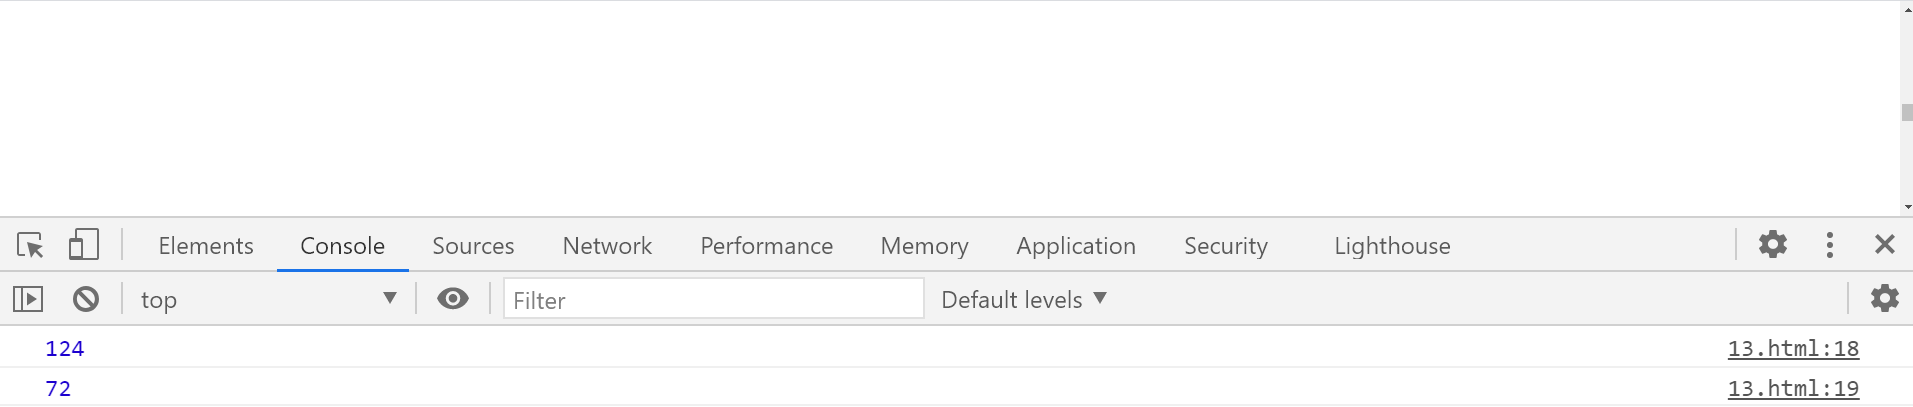 Elements Console Sources Network Performance Memory Application Security Lighthouse
top Filter Default levels
124 13.html:18
72 13.html:19